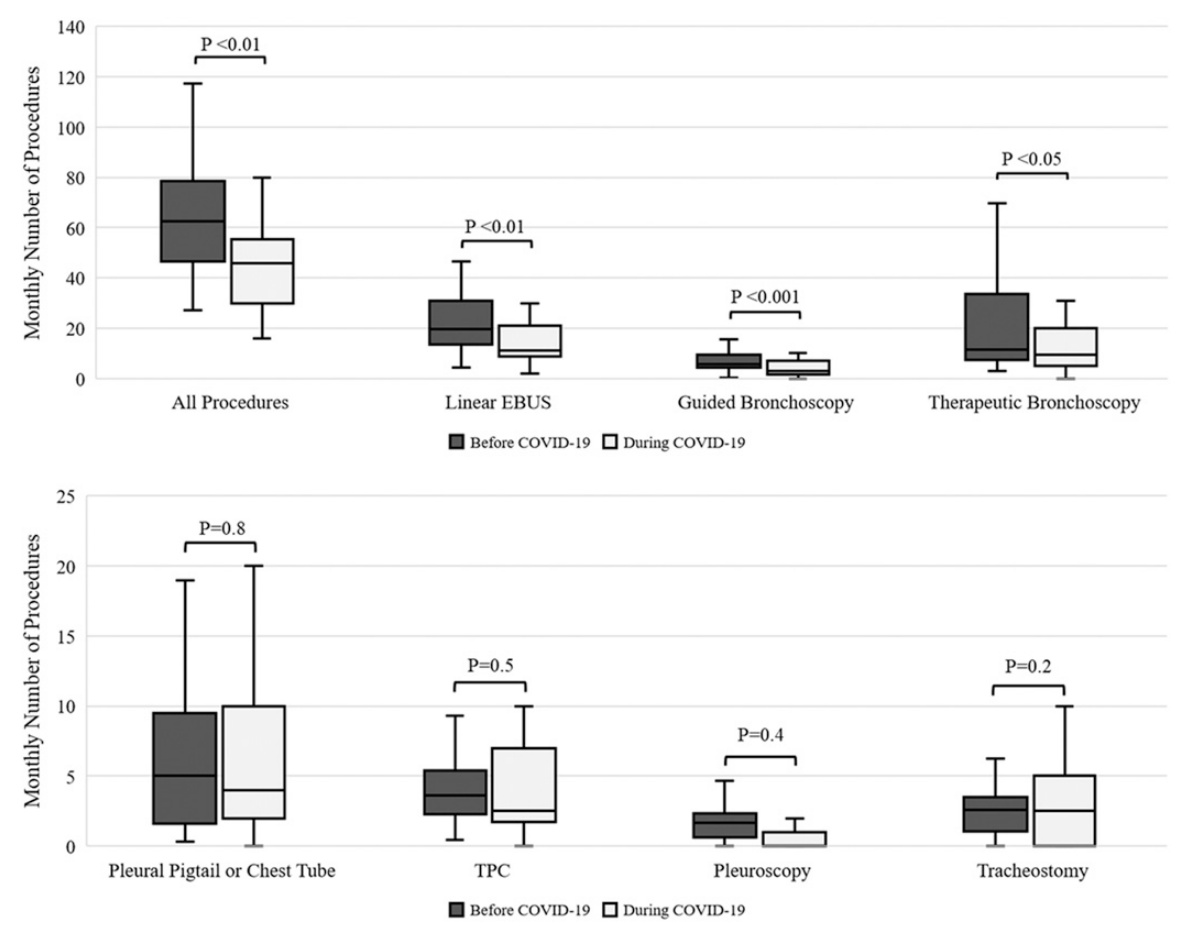 140
P <0.01
120
100
80
60
40
20
0
Monthly Number of Procedures
P <0.01
P <0.001
P <0.05
All Procedures
Linear EBUS
Guided Bronchoscopy
Therapeutic Bronchoscopy
Before COVID-19 During COVID-19
25
20
15
10
5
0
Monthly Number of Procedures
P=0.8
P=0.5
P=0.4
P=0.2
Pleural Pigtail or Chest Tube
TPC
Pleuroscopy
Tracheostomy
Before COVID-19 During COVID-19